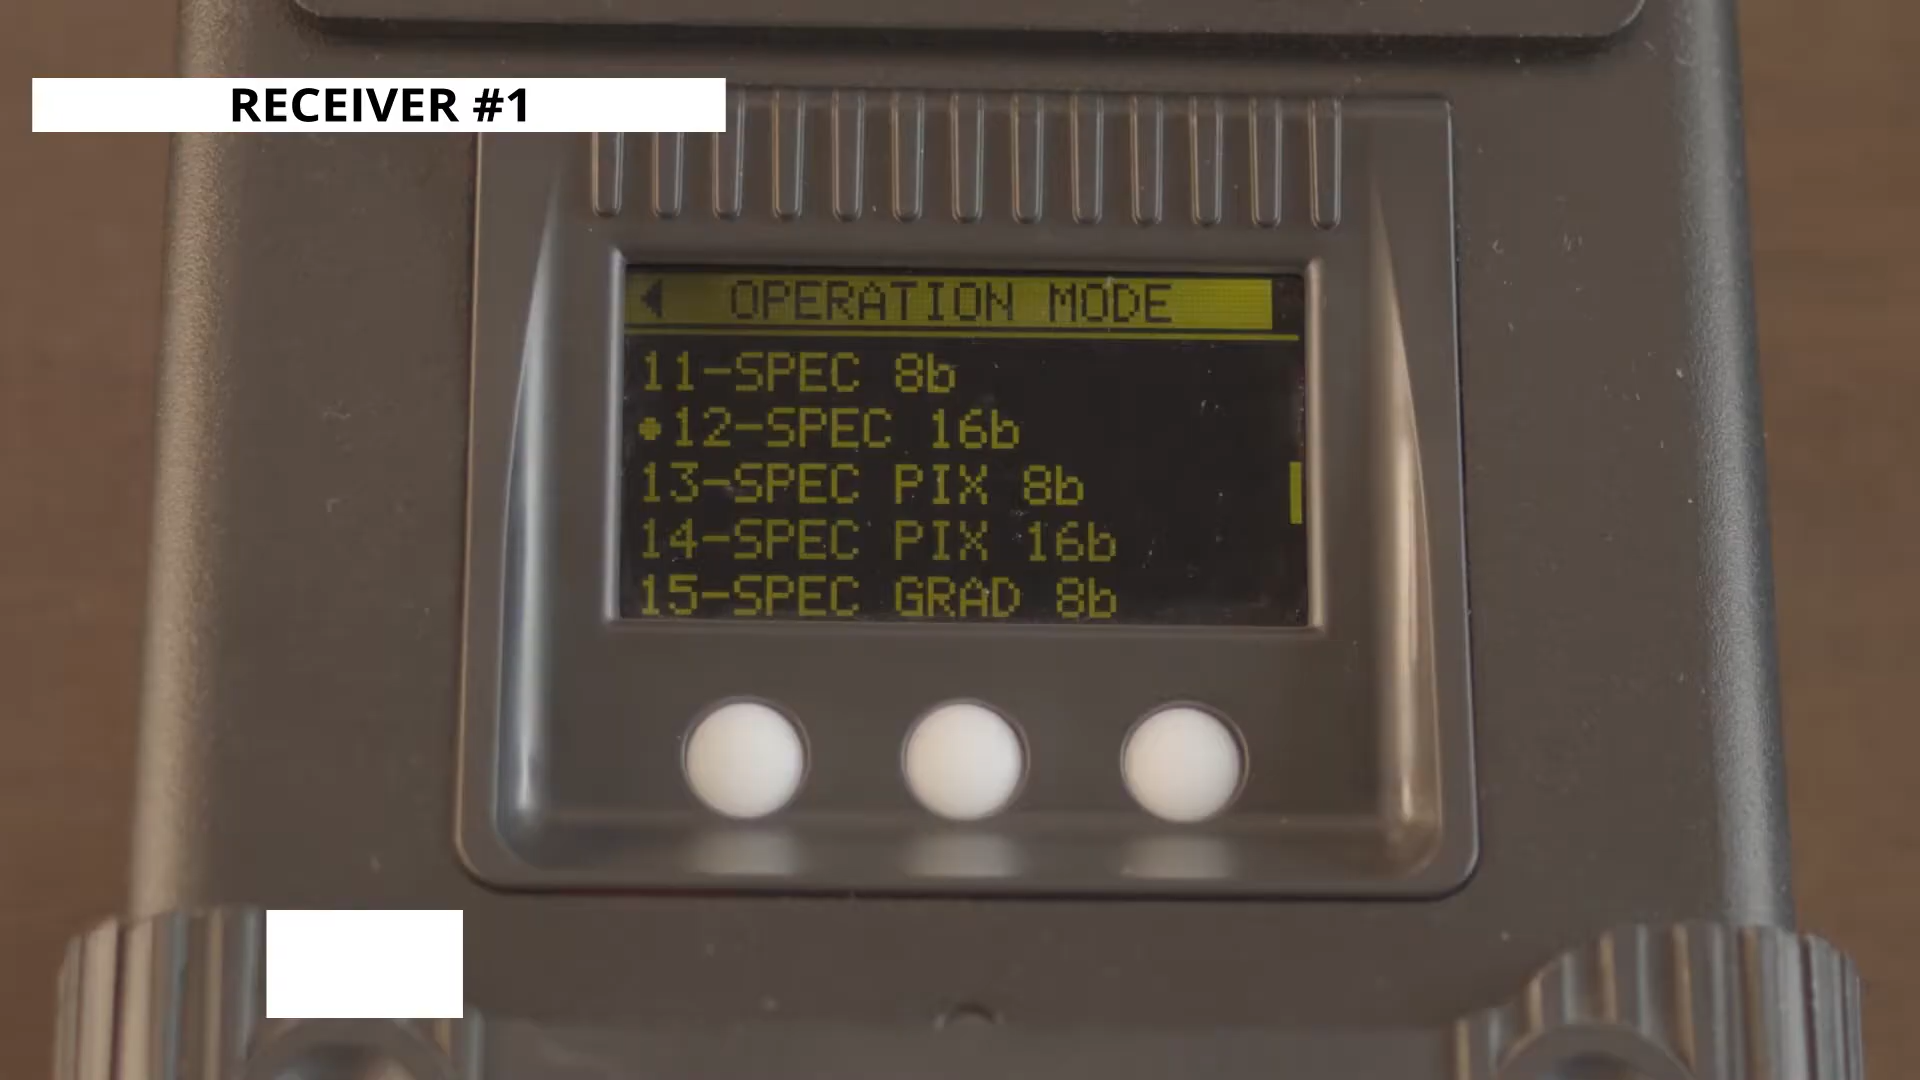 RECEIVER #1
OPERATION MODE
11-SPEC 8b
12-SPEC 16b
13-SPEC PIX 8b
14-SPEC PIX 16b
15-SPEC GRAD 8b